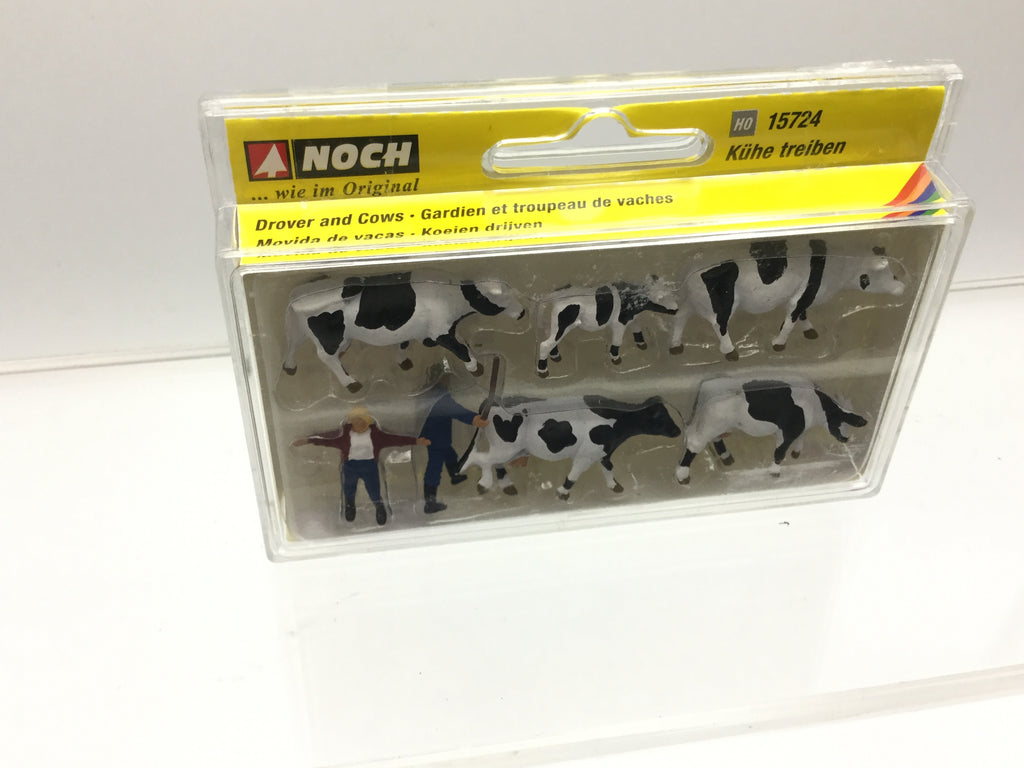 NOCH
... wie im Original
HO 15724
Kühe treiben
Drover and Cows · Gardien et troupeau de vaches
Movida de vacas · Koeien drijven